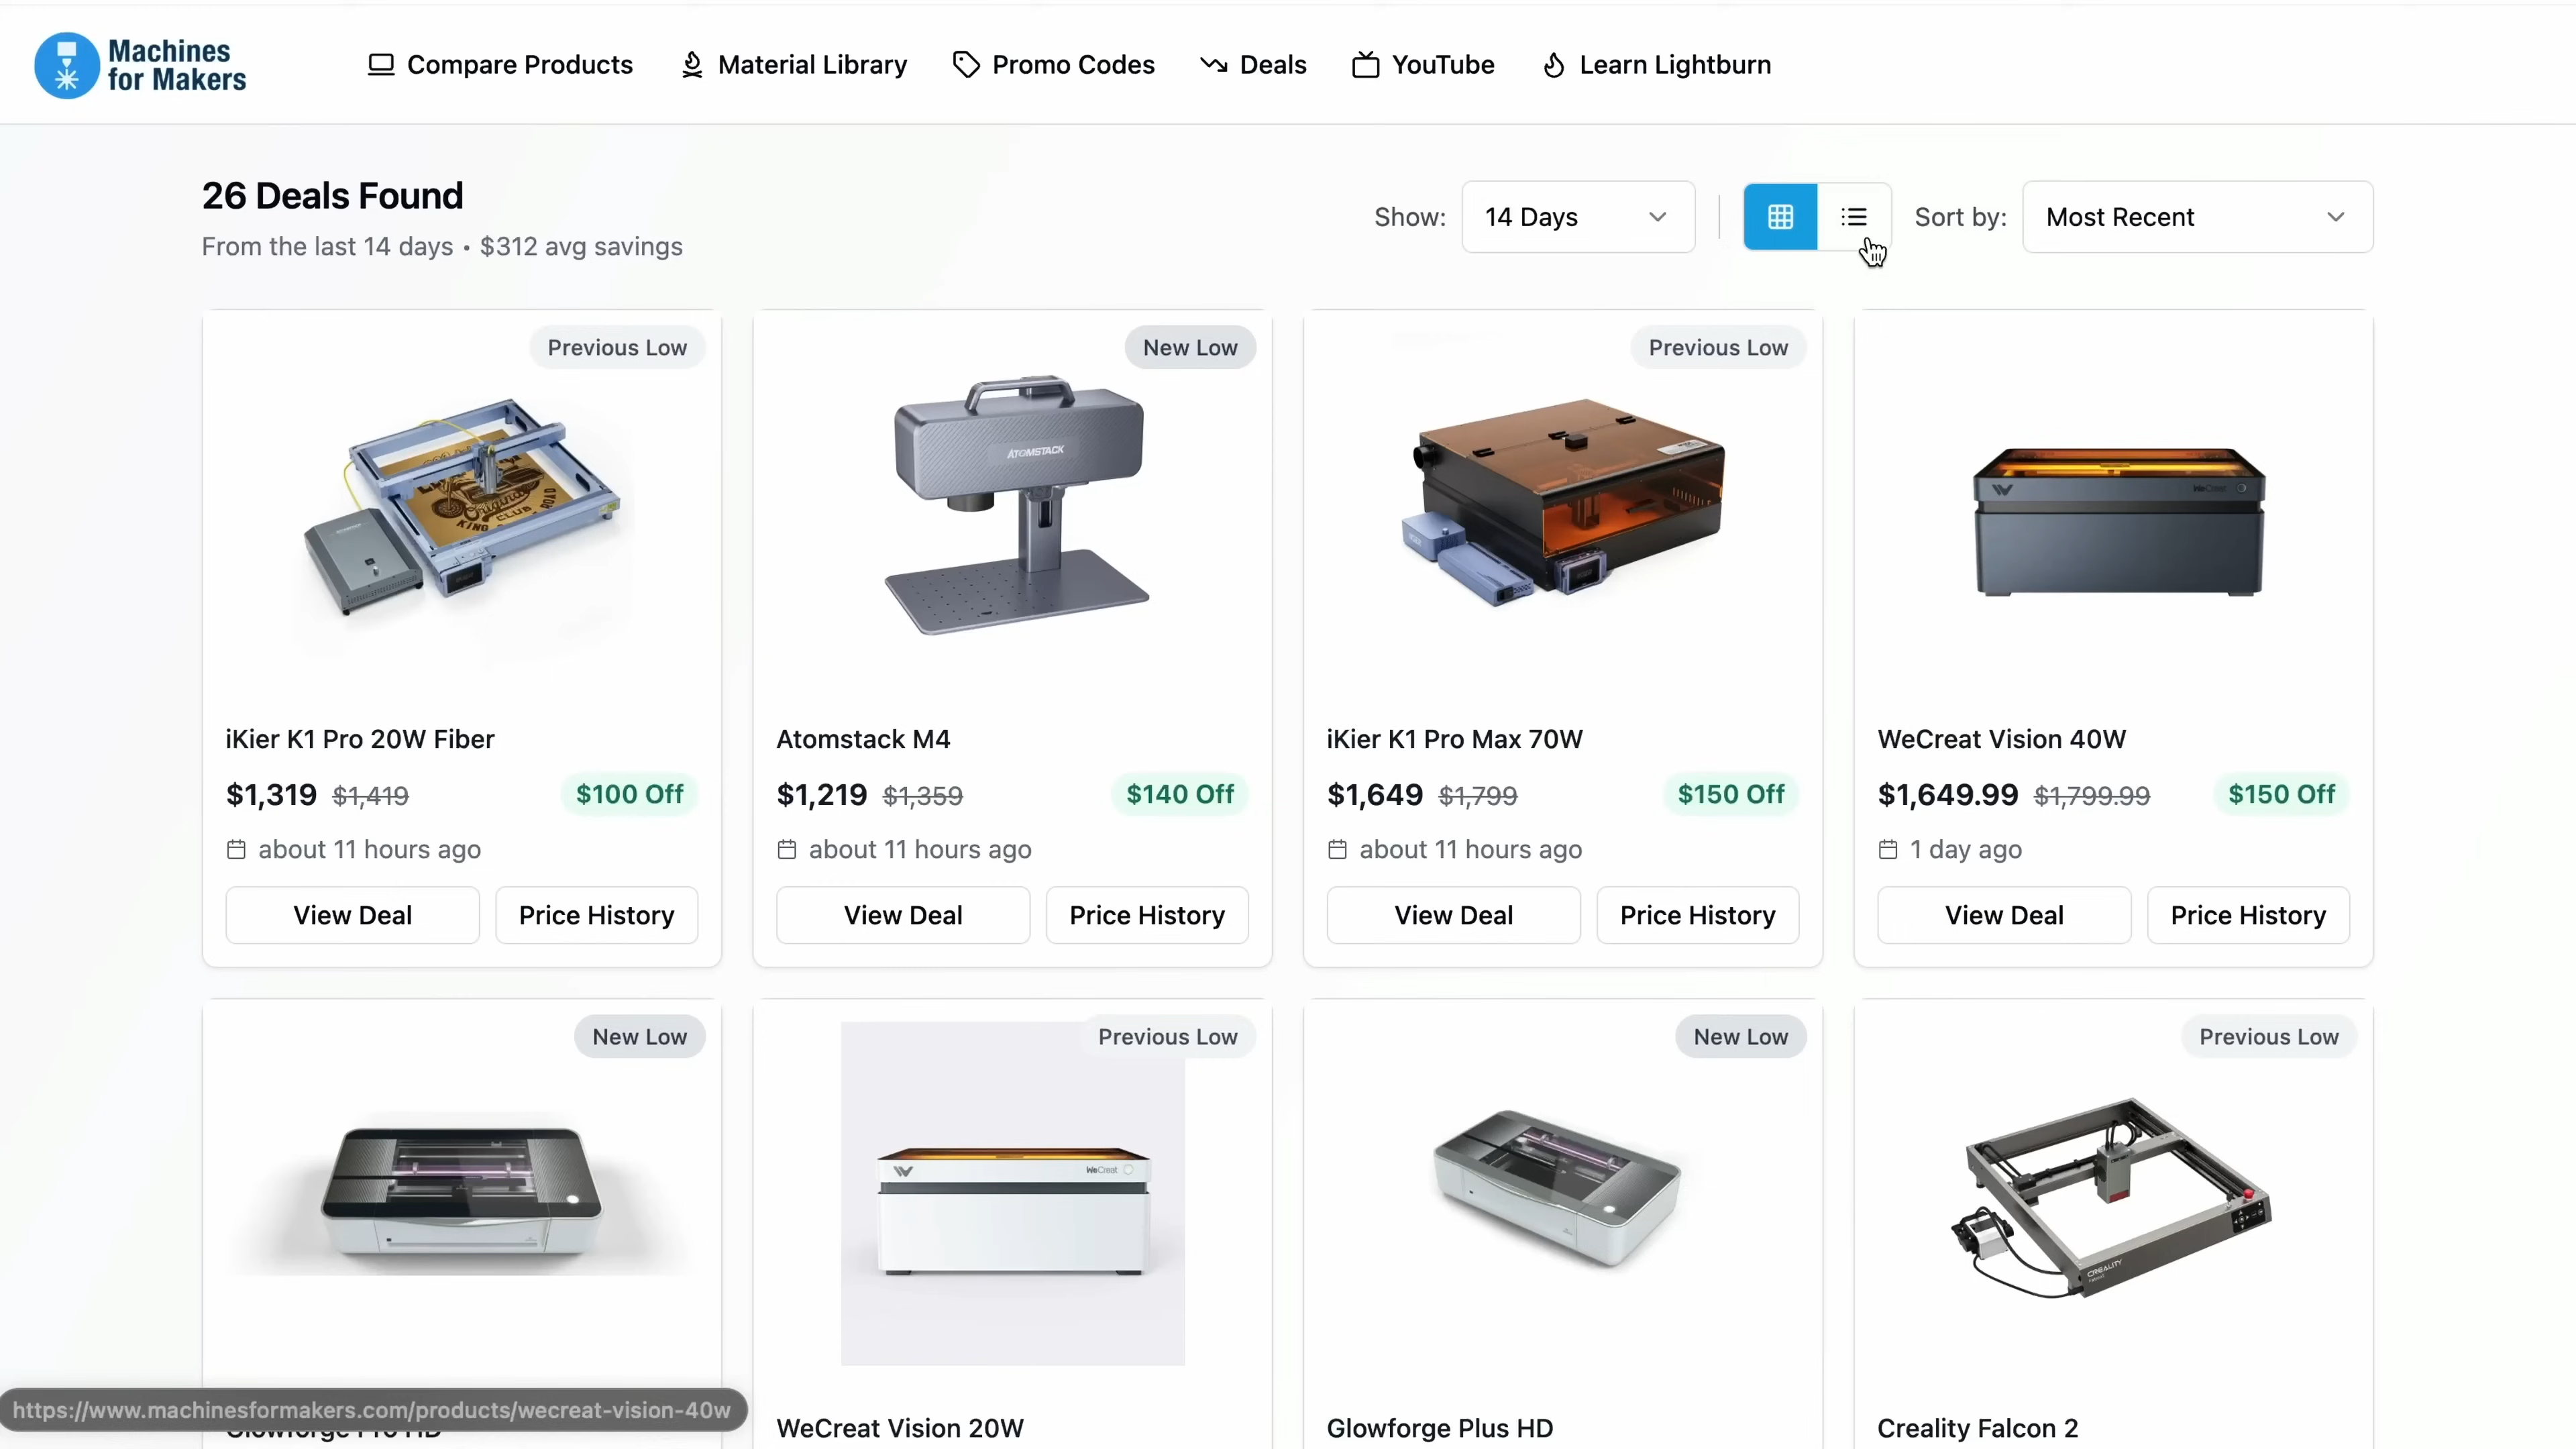 Machines
for Makers
Compare Products
Material Library
Promo Codes
Deals
YouTube
Learn Lightburn
26 Deals Found
From the last 14 days • $312 avg savings
Show:
14 Days
Sort by:
Most Recent
Previous Low
New Low
Previous Low
ATOMSTACK
WeCreat
iKier K1 Pro 20W Fiber
$1,319 $1,419
$100 Off
about 11 hours ago
View Deal
Price History
Atomstack M4
$1,219 $1,359
$140 Off
about 11 hours ago
View Deal
Price History
iKier K1 Pro Max 70W
$1,649 $1,799
$150 Off
about 11 hours ago
View Deal
Price History
WeCreat Vision 40W
$1,649.99 $1,799.99
$150 Off
1 day ago
View Deal
Price History
New Low
Previous Low
New Low
Previous Low
WeCreat
CREALITY
https://www.machinesformakers.com/products/wecreat-vision-40w
Glowforge Pro HD
WeCreat Vision 20W
Glowforge Plus HD
Creality Falcon 2